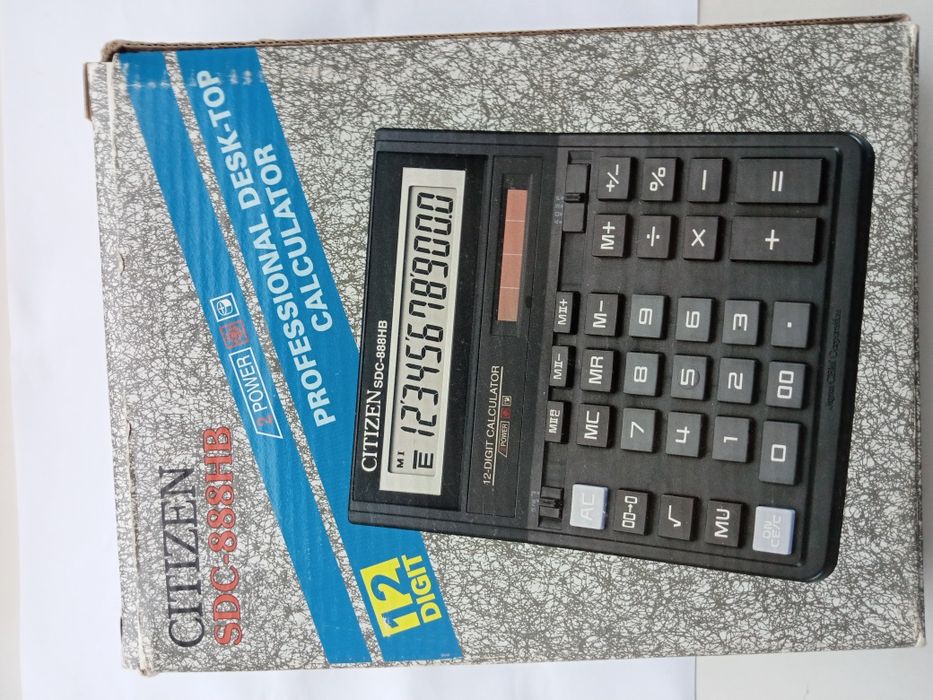 CITIZEN
SDC-888HB
2 POWER
PROFESSIONAL DESK-TOP
CALCULATOR
12
DIGIT
CITIZEN SDC-888HB
MI
E 123456789000.0
12-DIGIT CALCULATOR
POWER
MII- MII+
MC MR M- M+ +/-
AC
00→0 7 8 9 ÷ %
√ 4 5 6 × −
MU 1 2 3 + =
ON
CE/C
0 00 .